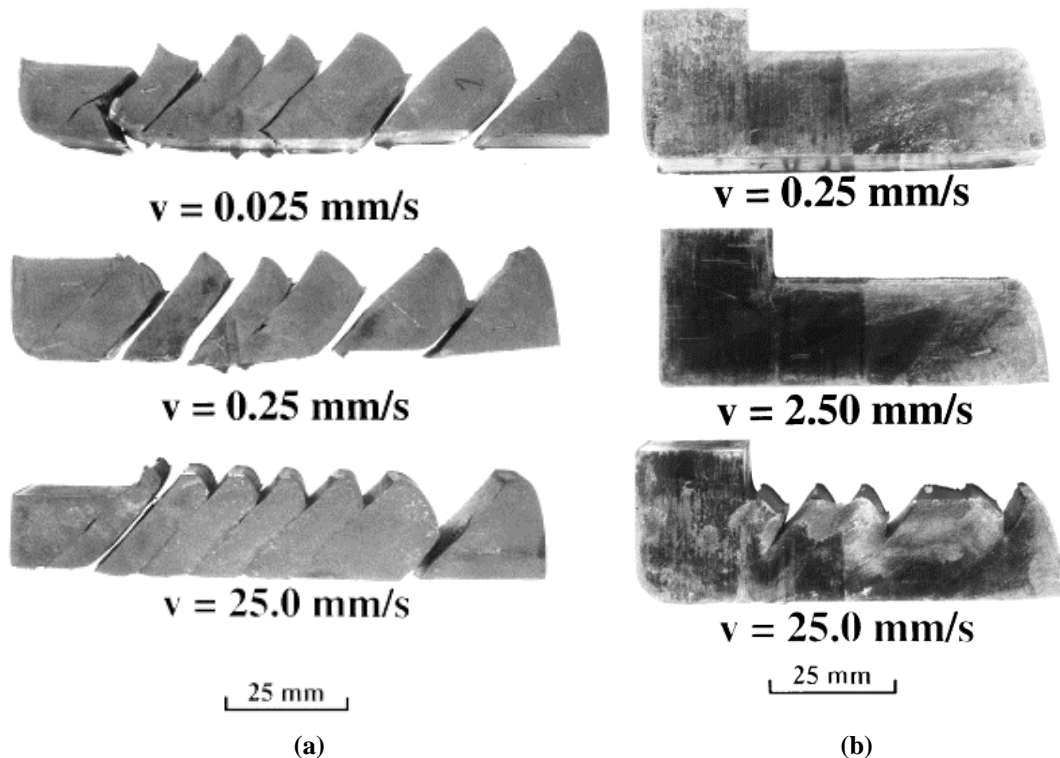 v = 0.025 mm/s
v = 0.25 mm/s
v = 25.0 mm/s
25 mm
(a)
v = 0.25 mm/s
v = 2.50 mm/s
v = 25.0 mm/s
25 mm
(b)